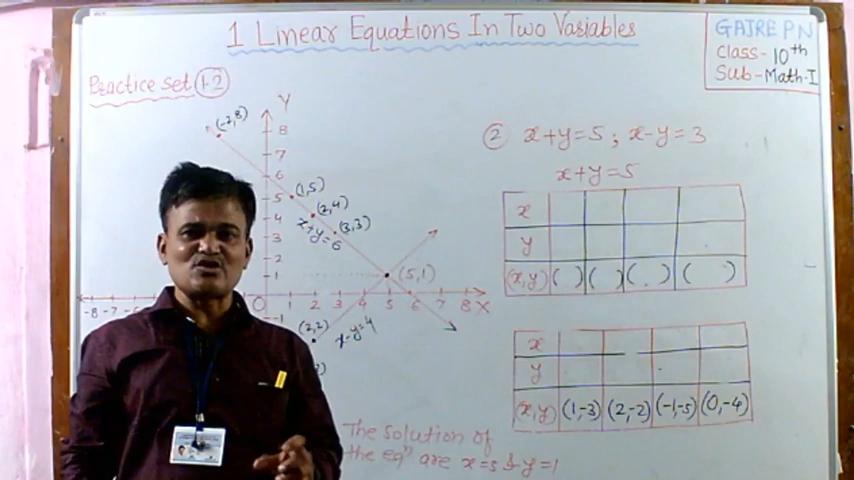 1 Linear Equations In Two Variables
GAJRE P N
Class- 10th
Sub-Math-I
Practice Set 1.2
Y
(-2,8)
8
7
6
5
4
3
2
1
(1,5)
(2,4)
(3,3)
x+y=6
(5,1)
-8 -7 -6
O 1 2 3 4 5 6 7 8 X
-1
(2,2)
x-y=4
The solution of
the eqn are x=5 & y=1
② x+y=5 ; x-y=3
x+y=5
x
y
(x,y) ( ) ( ) ( ) ( )
x
y
(x,y) (1,-3) (2,-2) (-1,-5) (0,-4)